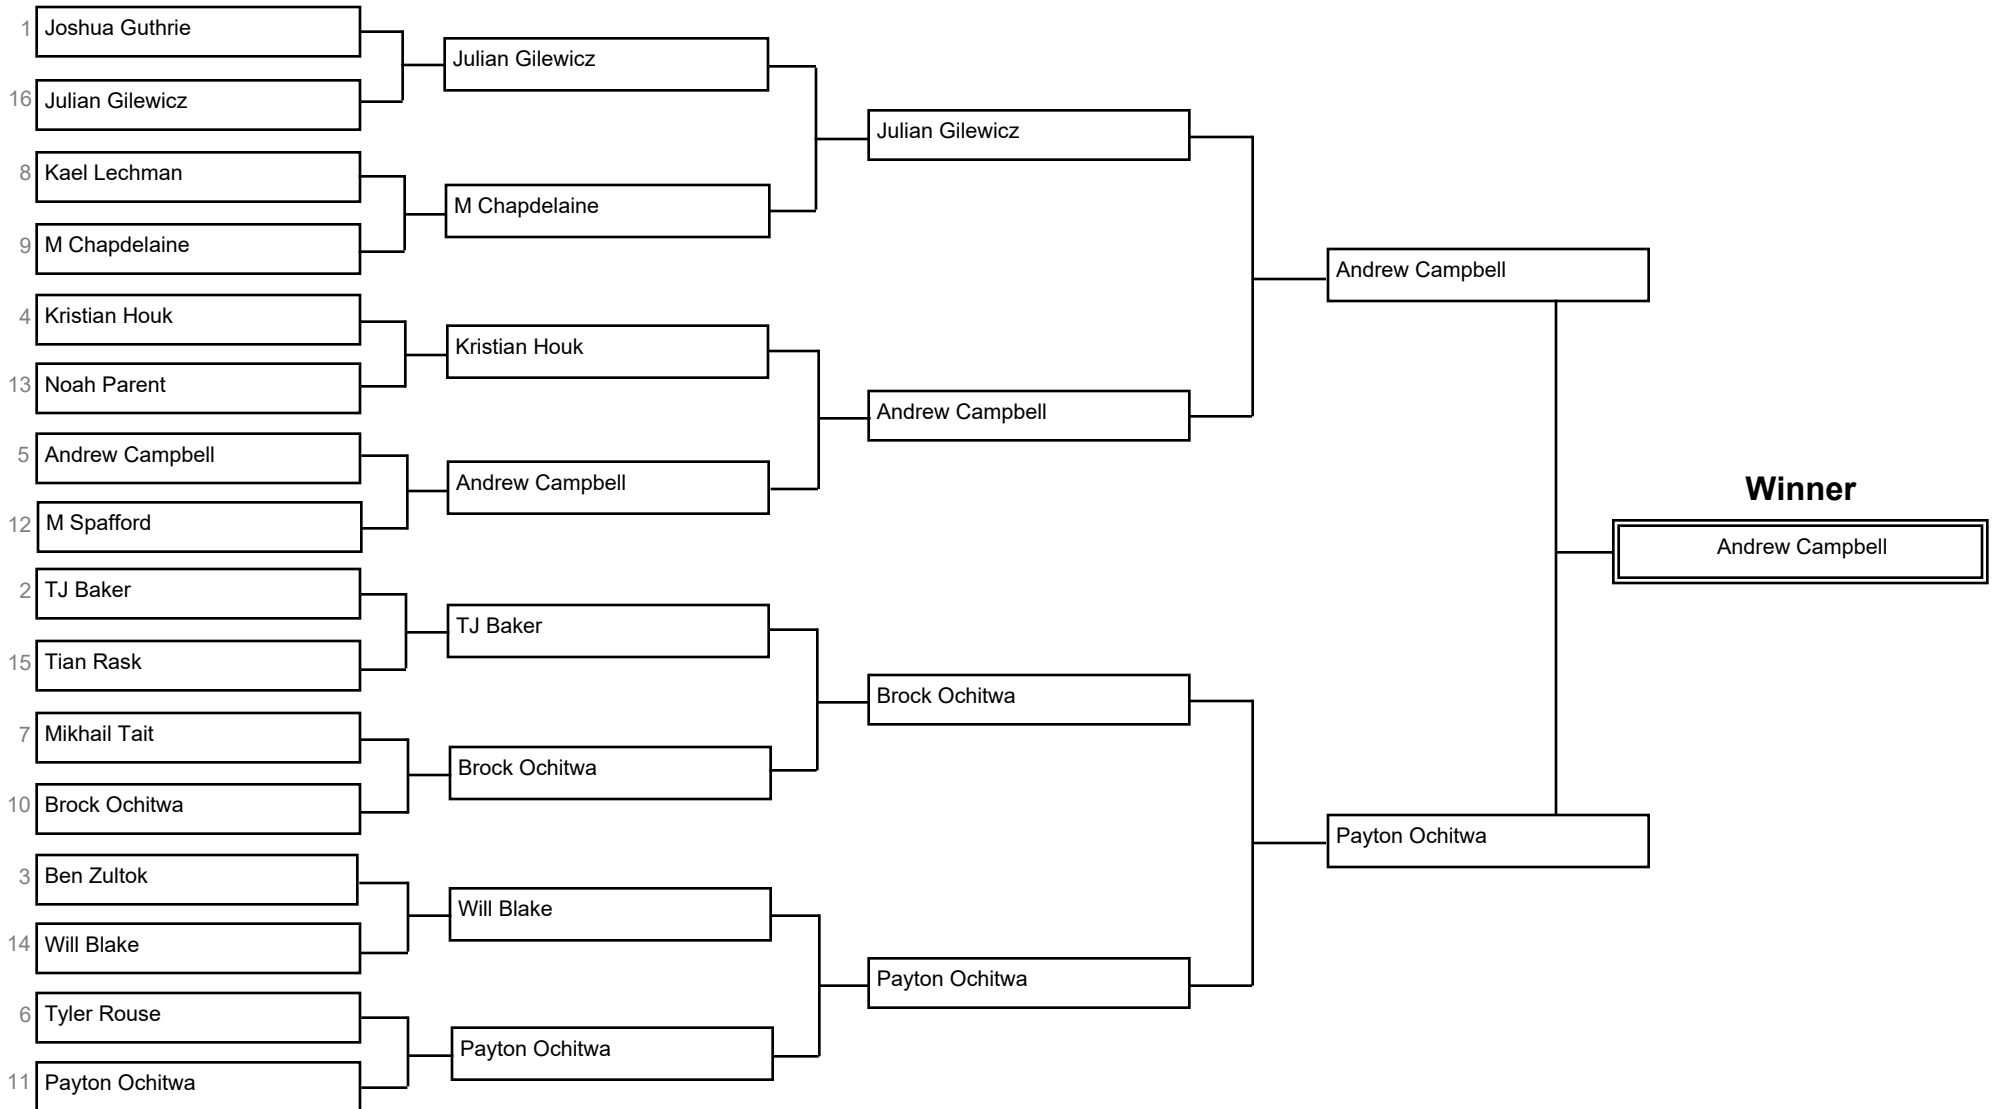 1 Joshua Guthrie
16 Julian Gilewicz
8 Kael Lechman
9 M Chapdelaine
4 Kristian Houk
13 Noah Parent
5 Andrew Campbell
12 M Spafford
2 TJ Baker
15 Tian Rask
7 Mikhail Tait
10 Brock Ochitwa
3 Ben Zultok
14 Will Blake
6 Tyler Rouse
11 Payton Ochitwa
Julian Gilewicz
M Chapdelaine
Kristian Houk
Andrew Campbell
TJ Baker
Brock Ochitwa
Will Blake
Payton Ochitwa
Julian Gilewicz
Andrew Campbell
Brock Ochitwa
Payton Ochitwa
Andrew Campbell
Payton Ochitwa
Winner
Andrew Campbell